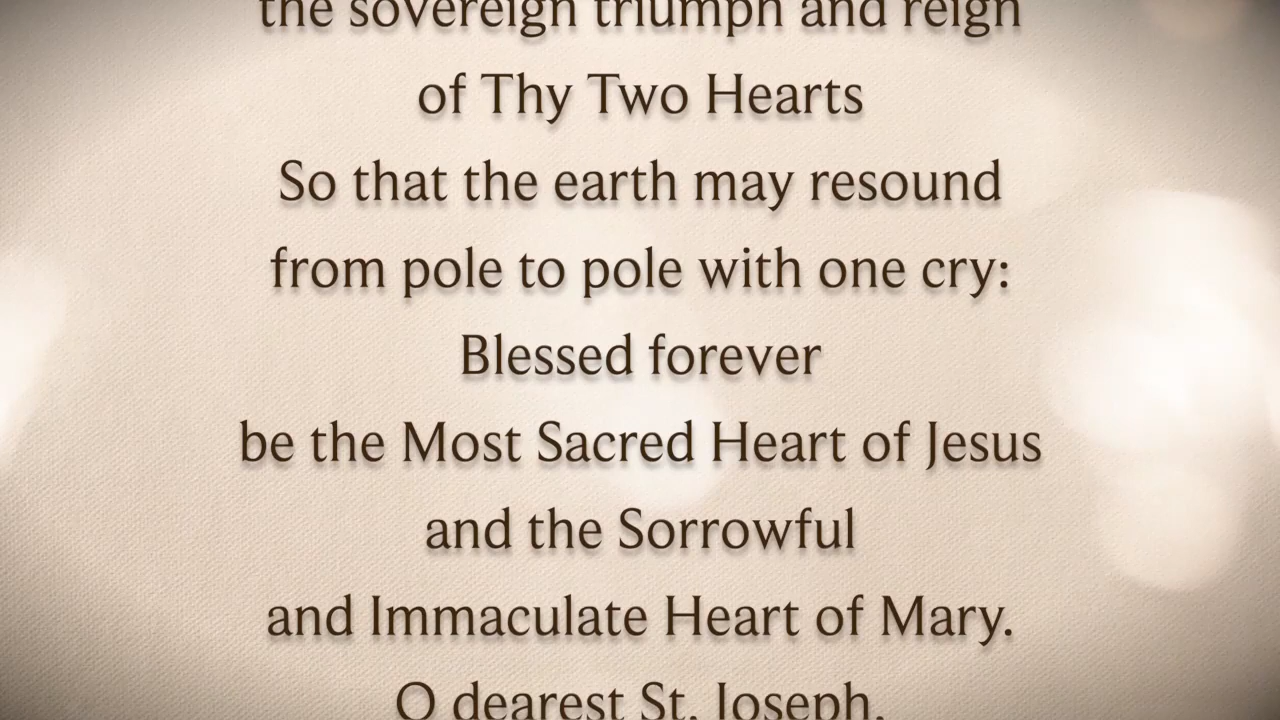 the sovereign triumph and reign
of Thy Two Hearts
So that the earth may resound
from pole to pole with one cry:
Blessed forever
be the Most Sacred Heart of Jesus
and the Sorrowful
and Immaculate Heart of Mary.
O dearest St. Joseph,